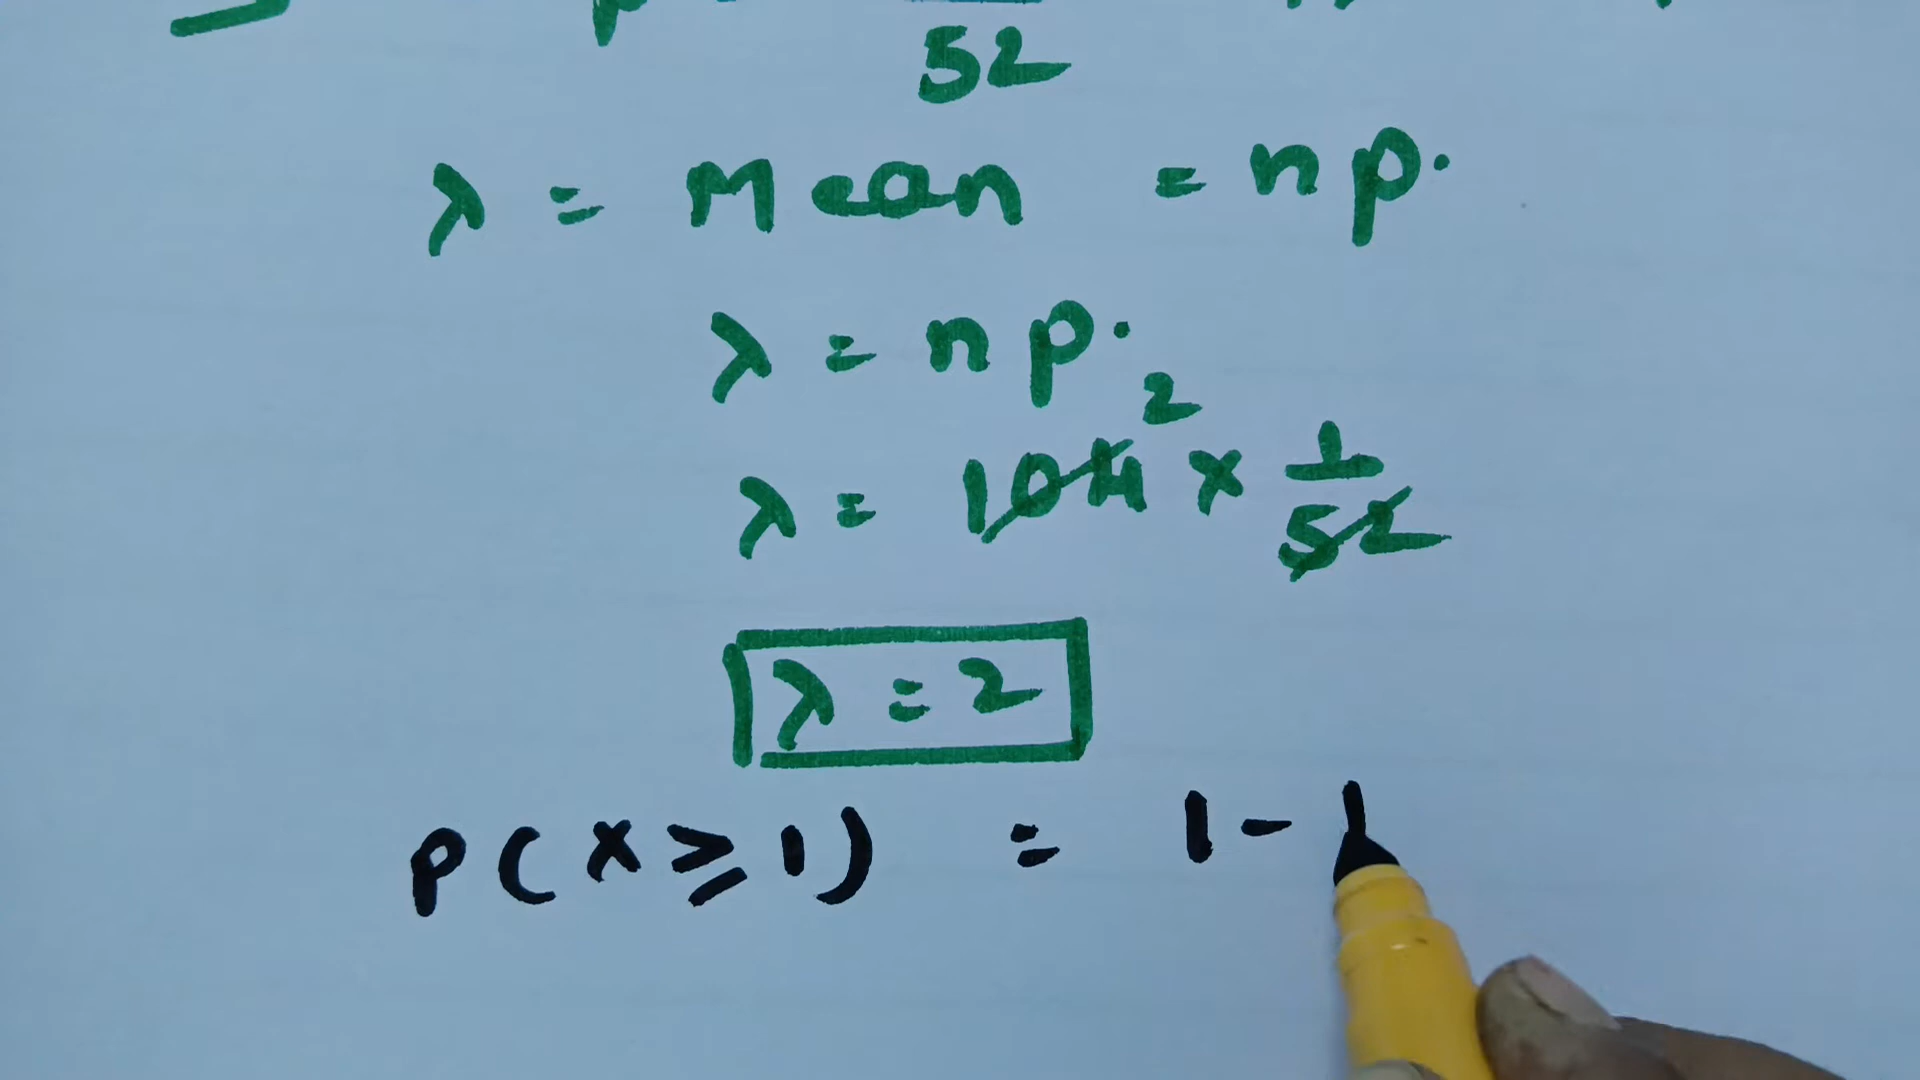 52
λ = Mean = np.
λ = np.
2
λ = 104 x 1/52
λ = 2
P(x ≥ 1) = 1 -